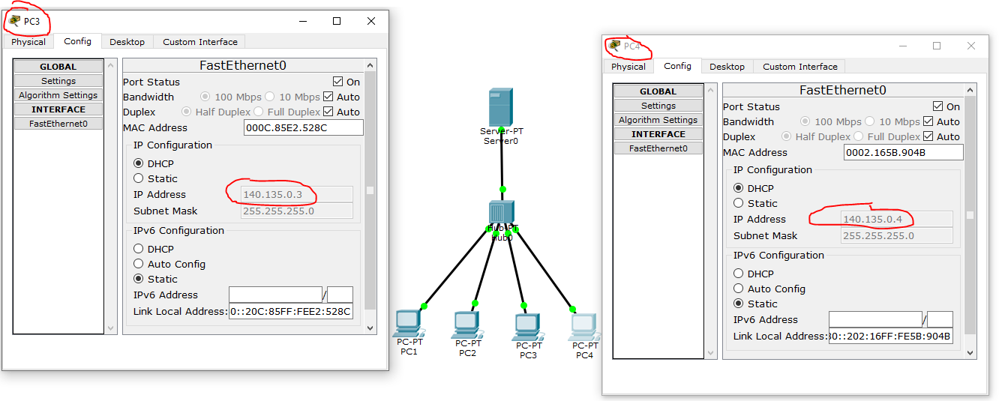 PC3
Physical Config Desktop Custom Interface
GLOBAL
Settings
Algorithm Settings
INTERFACE
FastEthernet0
FastEthernet0
Port Status On
Bandwidth 100 Mbps 10 Mbps Auto
Duplex Half Duplex Full Duplex Auto
MAC Address 000C.85E2.528C
IP Configuration
DHCP
Static
IP Address 140.135.0.3
Subnet Mask 255.255.255.0
IPv6 Configuration
DHCP
Auto Config
Static
IPv6 Address /
Link Local Address: 0::20C:85FF:FEE2:528C
Server-PT
Server0
Hub-PT
Hub0
PC-PT
PC1
PC-PT
PC2
PC-PT
PC3
PC-PT
PC4
PC4
Physical Config Desktop Custom Interface
GLOBAL
Settings
Algorithm Settings
INTERFACE
FastEthernet0
FastEthernet0
Port Status On
Bandwidth 100 Mbps 10 Mbps Auto
Duplex Half Duplex Full Duplex Auto
MAC Address 0002.165B.904B
IP Configuration
DHCP
Static
IP Address 140.135.0.4
Subnet Mask 255.255.255.0
IPv6 Configuration
DHCP
Auto Config
Static
IPv6 Address /
Link Local Address: 0::202:16FF:FE5B:904B